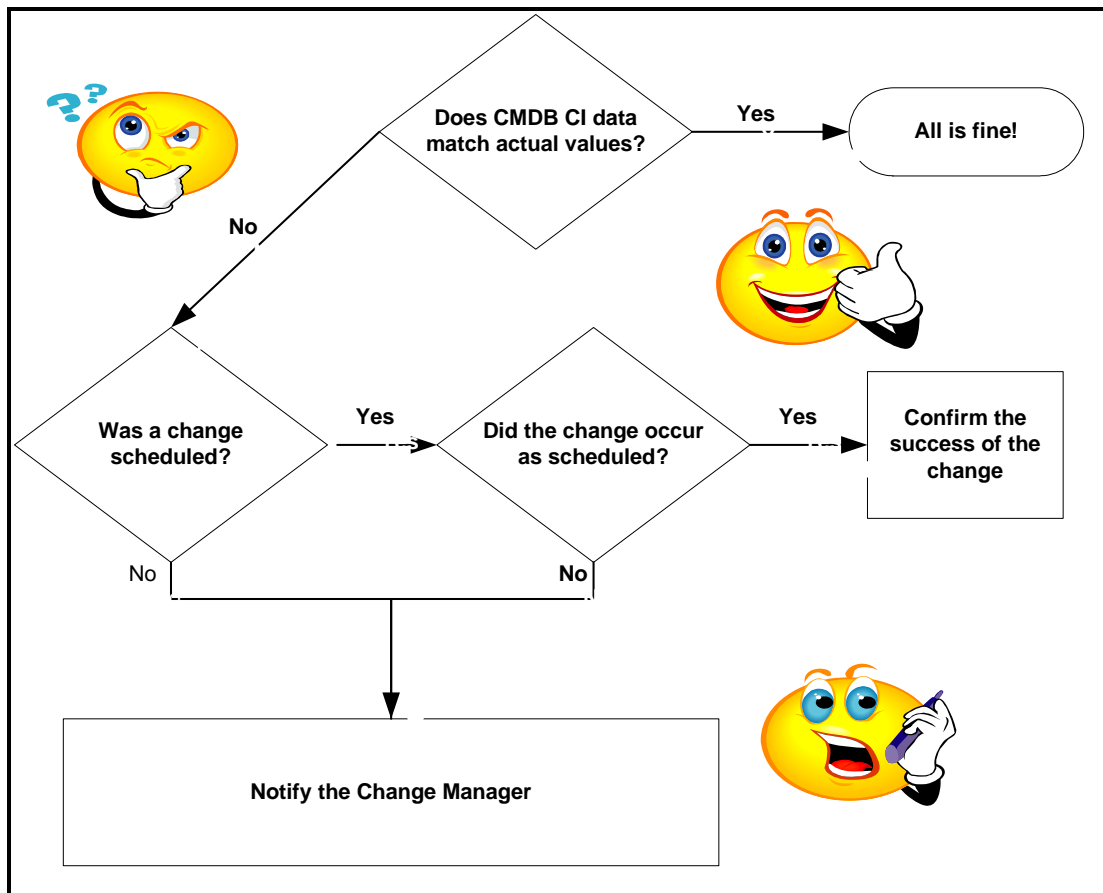 ? ?
Does CMDB CI data
match actual values?
Yes
All is fine!
No
Was a change
scheduled?
Yes
Did the change occur
as scheduled?
Yes
Confirm the
success of the
change
No
No
Notify the Change Manager